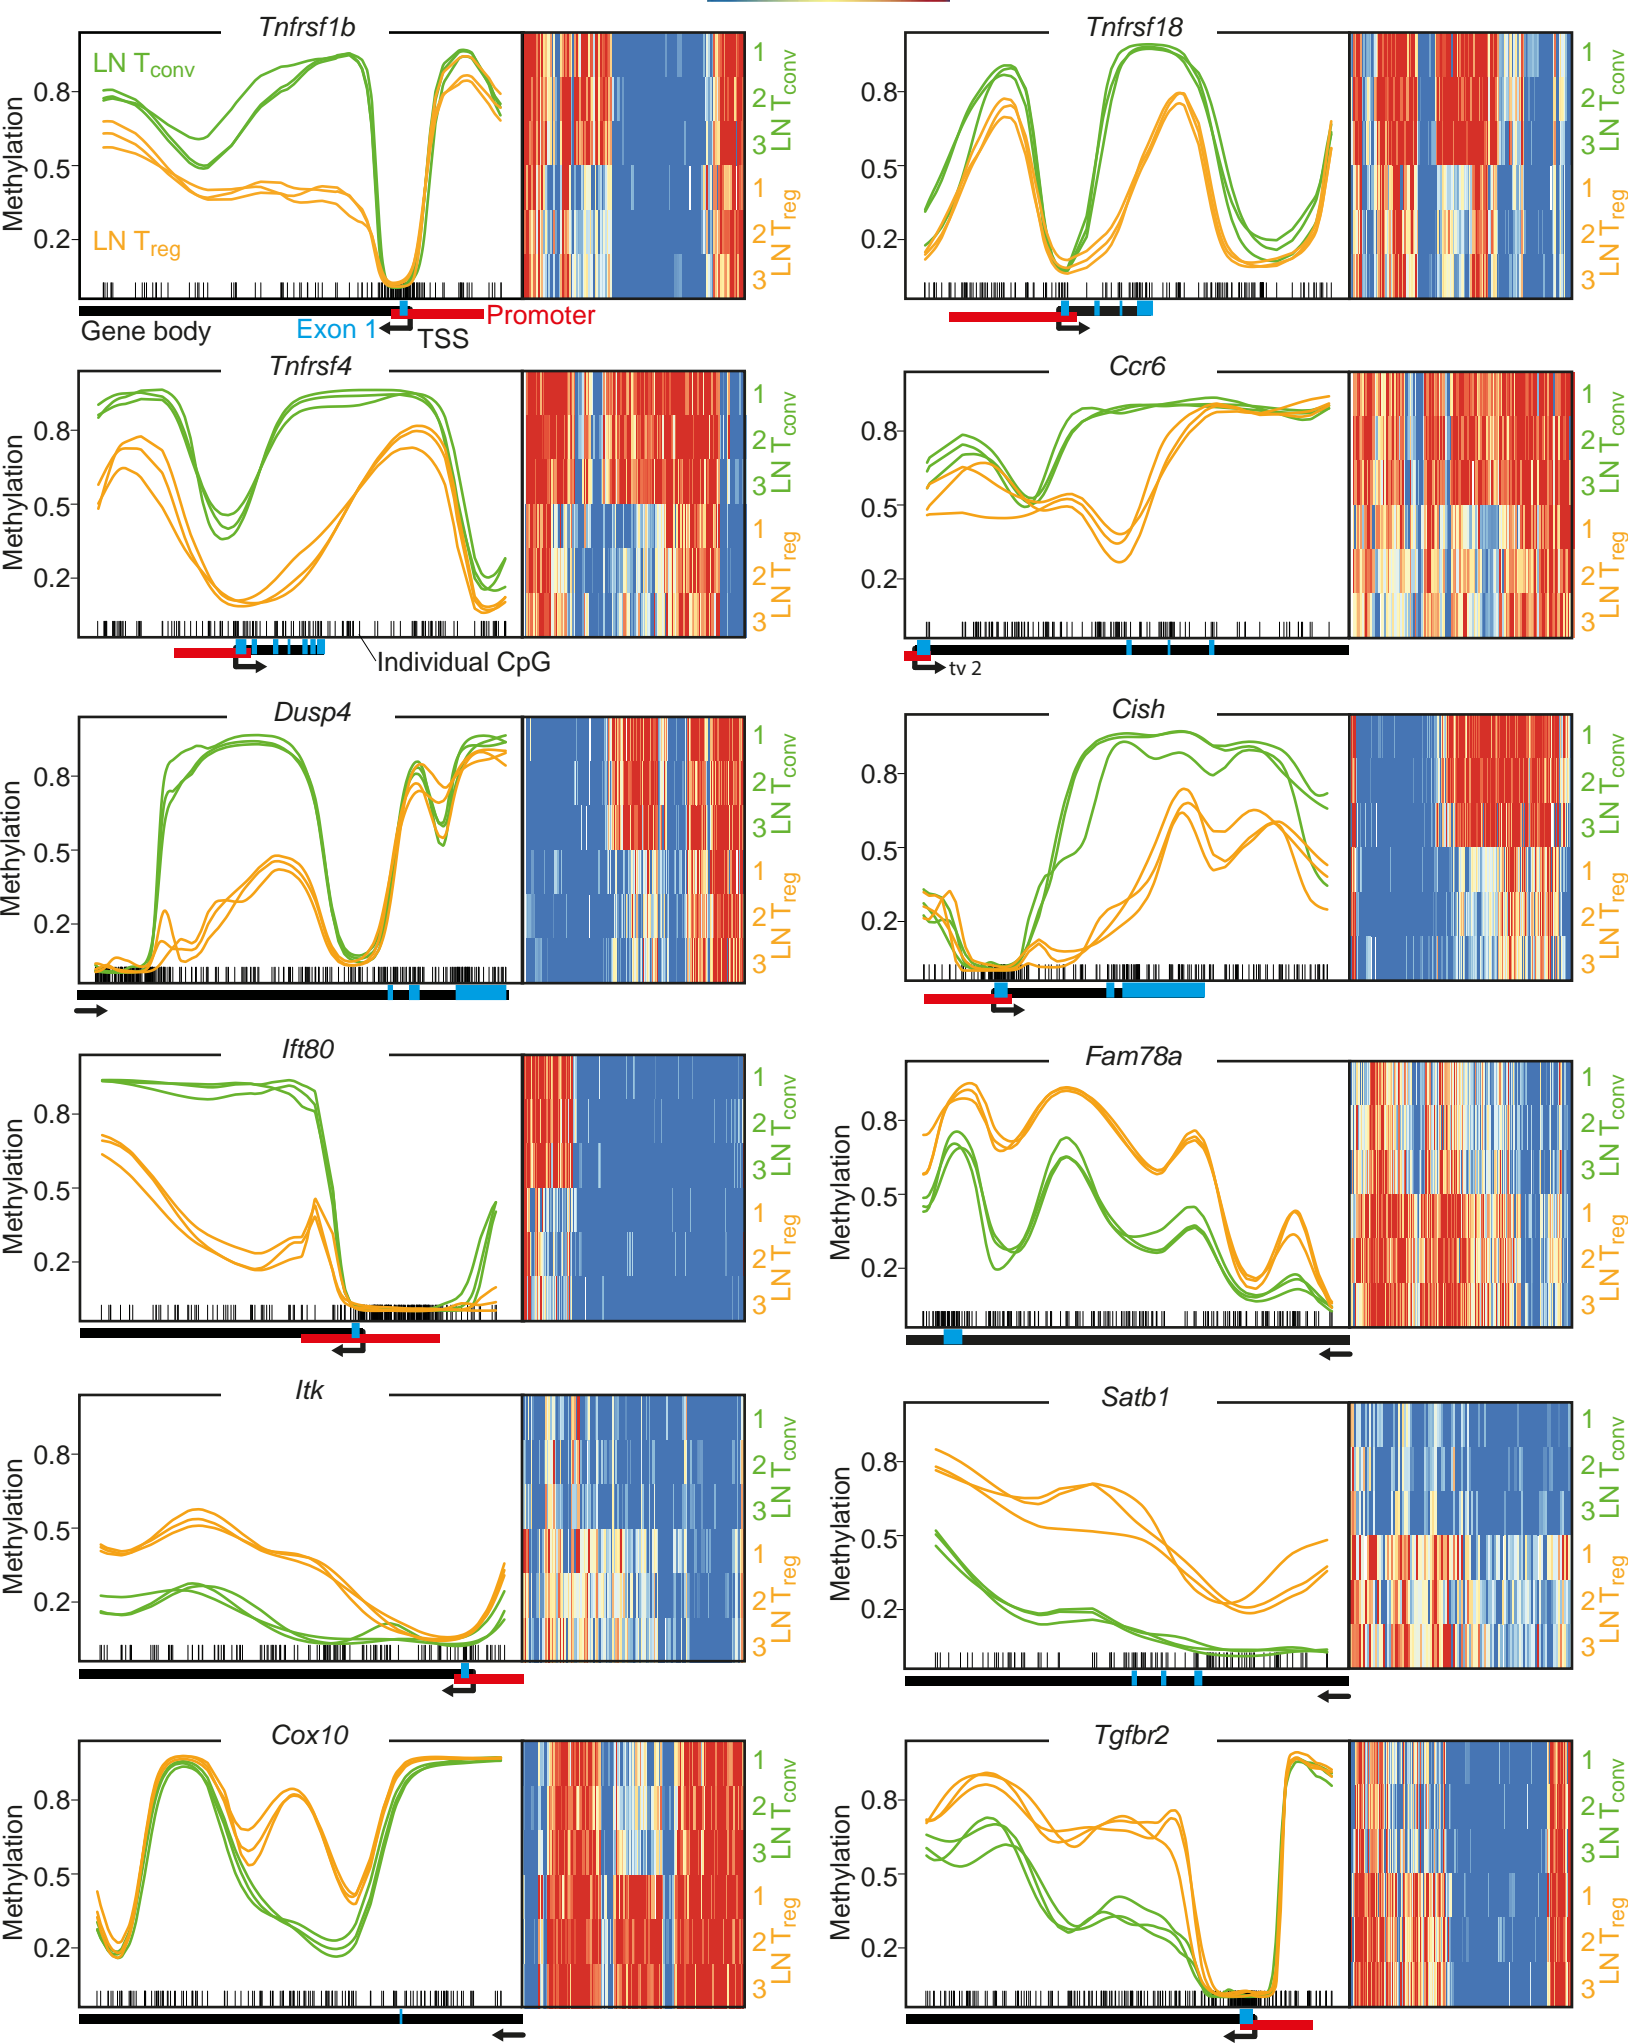 Tnfrsf1b
Methylation
0.8
0.5
0.2
LN Tconv
LN Treg
1
2
3
LN Tconv
1
2
3
LN Treg
Gene body
Exon 1
TSS
Promoter
Tnfrsf18
0.8
0.5
0.2
1
2
3
LN Tconv
1
2
3
LN Treg
Tnfrsf4
Methylation
0.8
0.5
0.2
1
2
3
LN Tconv
1
2
3
LN Treg
Individual CpG
Ccr6
0.8
0.5
0.2
1
2
3
LN Tconv
1
2
3
LN Treg
tv 2
Dusp4
Methylation
0.8
0.5
0.2
1
2
3
LN Tconv
1
2
3
LN Treg
Cish
0.8
0.5
0.2
1
2
3
LN Tconv
1
2
3
LN Treg
Ift80
Methylation
0.8
0.5
0.2
1
2
3
LN Tconv
1
2
3
LN Treg
Fam78a
Methylation
0.8
0.5
0.2
1
2
3
LN Tconv
1
2
3
LN Treg
Itk
Methylation
0.8
0.5
0.2
1
2
3
LN Tconv
1
2
3
LN Treg
Satb1
Methylation
0.8
0.5
0.2
1
2
3
LN Tconv
1
2
3
LN Treg
Cox10
Methylation
0.8
0.5
0.2
1
2
3
LN Tconv
1
2
3
LN Treg
Tgfbr2
Methylation
0.8
0.5
0.2
1
2
3
LN Tconv
1
2
3
LN Treg